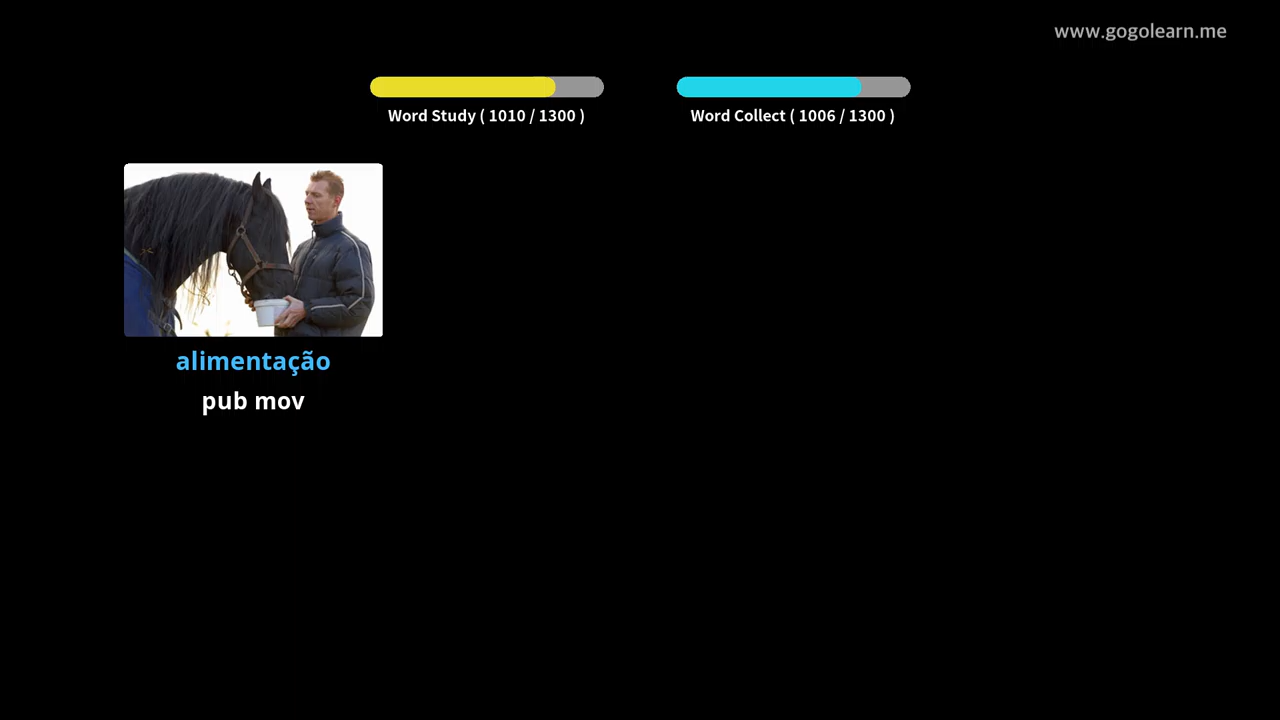 www.gogolearn.me
Word Study ( 1010 / 1300 )
Word Collect ( 1006 / 1300 )
alimentação
pub mov